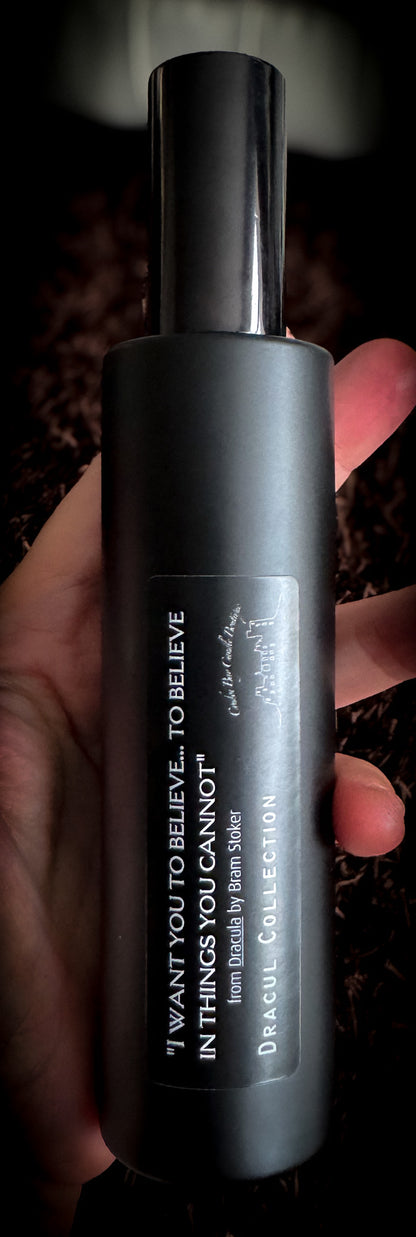 "I WANT YOU TO BELIEVE... TO BELIEVE
IN THINGS YOU CANNOT"
from Dracula by Bram Stoker
DRACUL COLLECTION